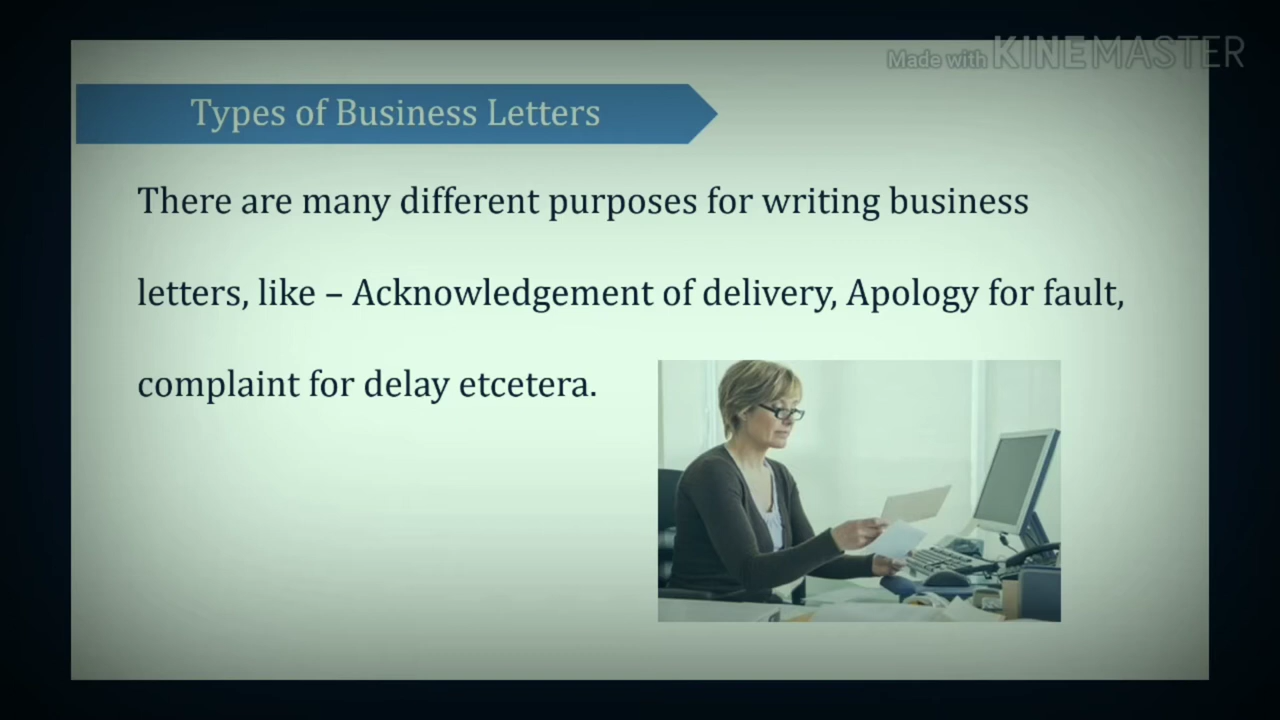 Made with KINEMASTER
Types of Business Letters
There are many different purposes for writing business
letters, like – Acknowledgement of delivery, Apology for fault,
complaint for delay etcetera.